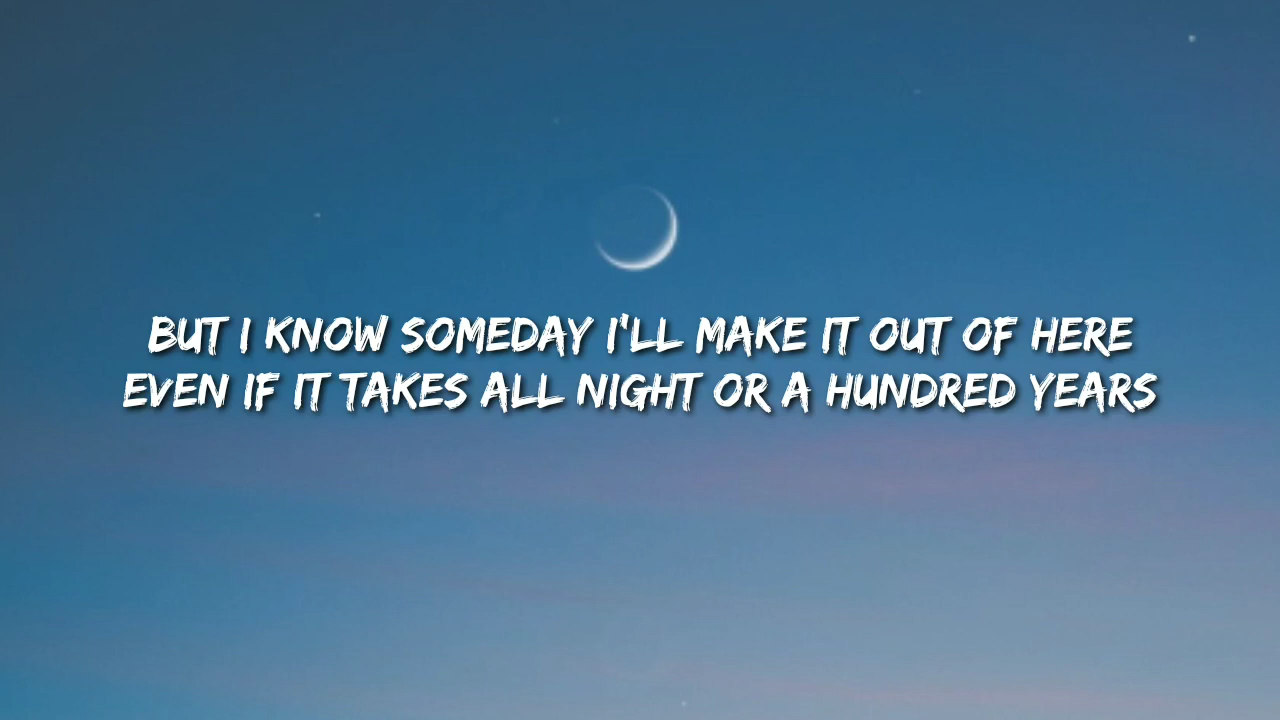 BUT I KNOW SOMEDAY I'LL MAKE IT OUT OF HERE
EVEN IF IT TAKES ALL NIGHT OR A HUNDRED YEARS